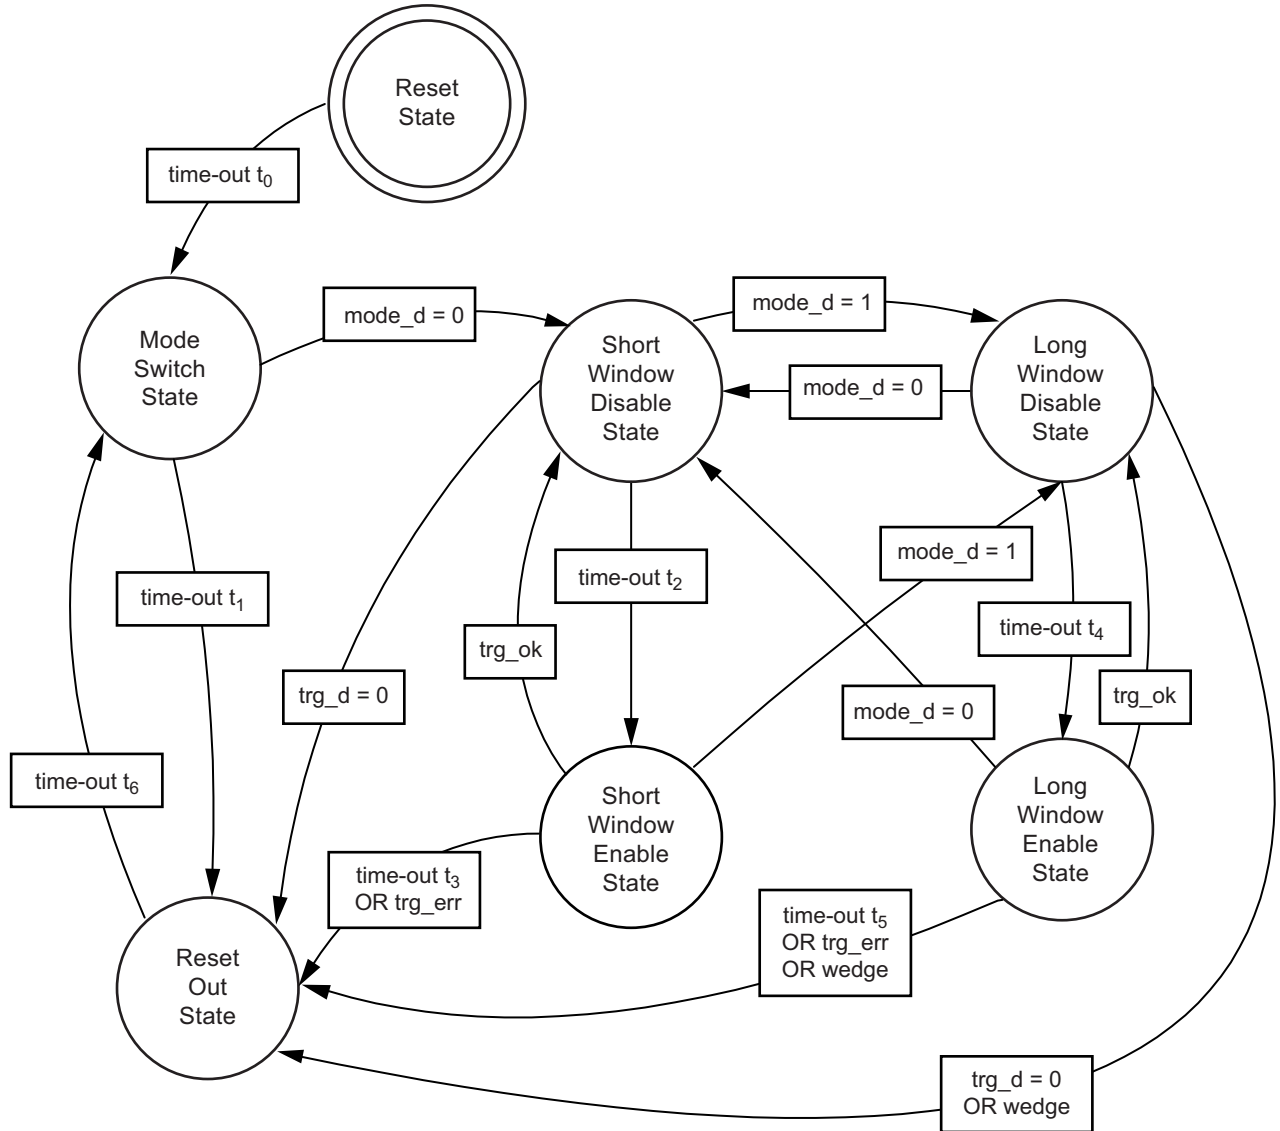 Reset
State
time-out t0
Mode
Switch
State
mode_d = 0
Short
Window
Disable
State
mode_d = 1
mode_d = 0
Long
Window
Disable
State
time-out t1
time-out t2
mode_d = 1
time-out t4
trg_ok
trg_d = 0
mode_d = 0
trg_ok
time-out t6
Short
Window
Enable
State
Long
Window
Enable
State
time-out t3
OR trg_err
time-out t5
OR trg_err
OR wedge
Reset
Out
State
trg_d = 0
OR wedge